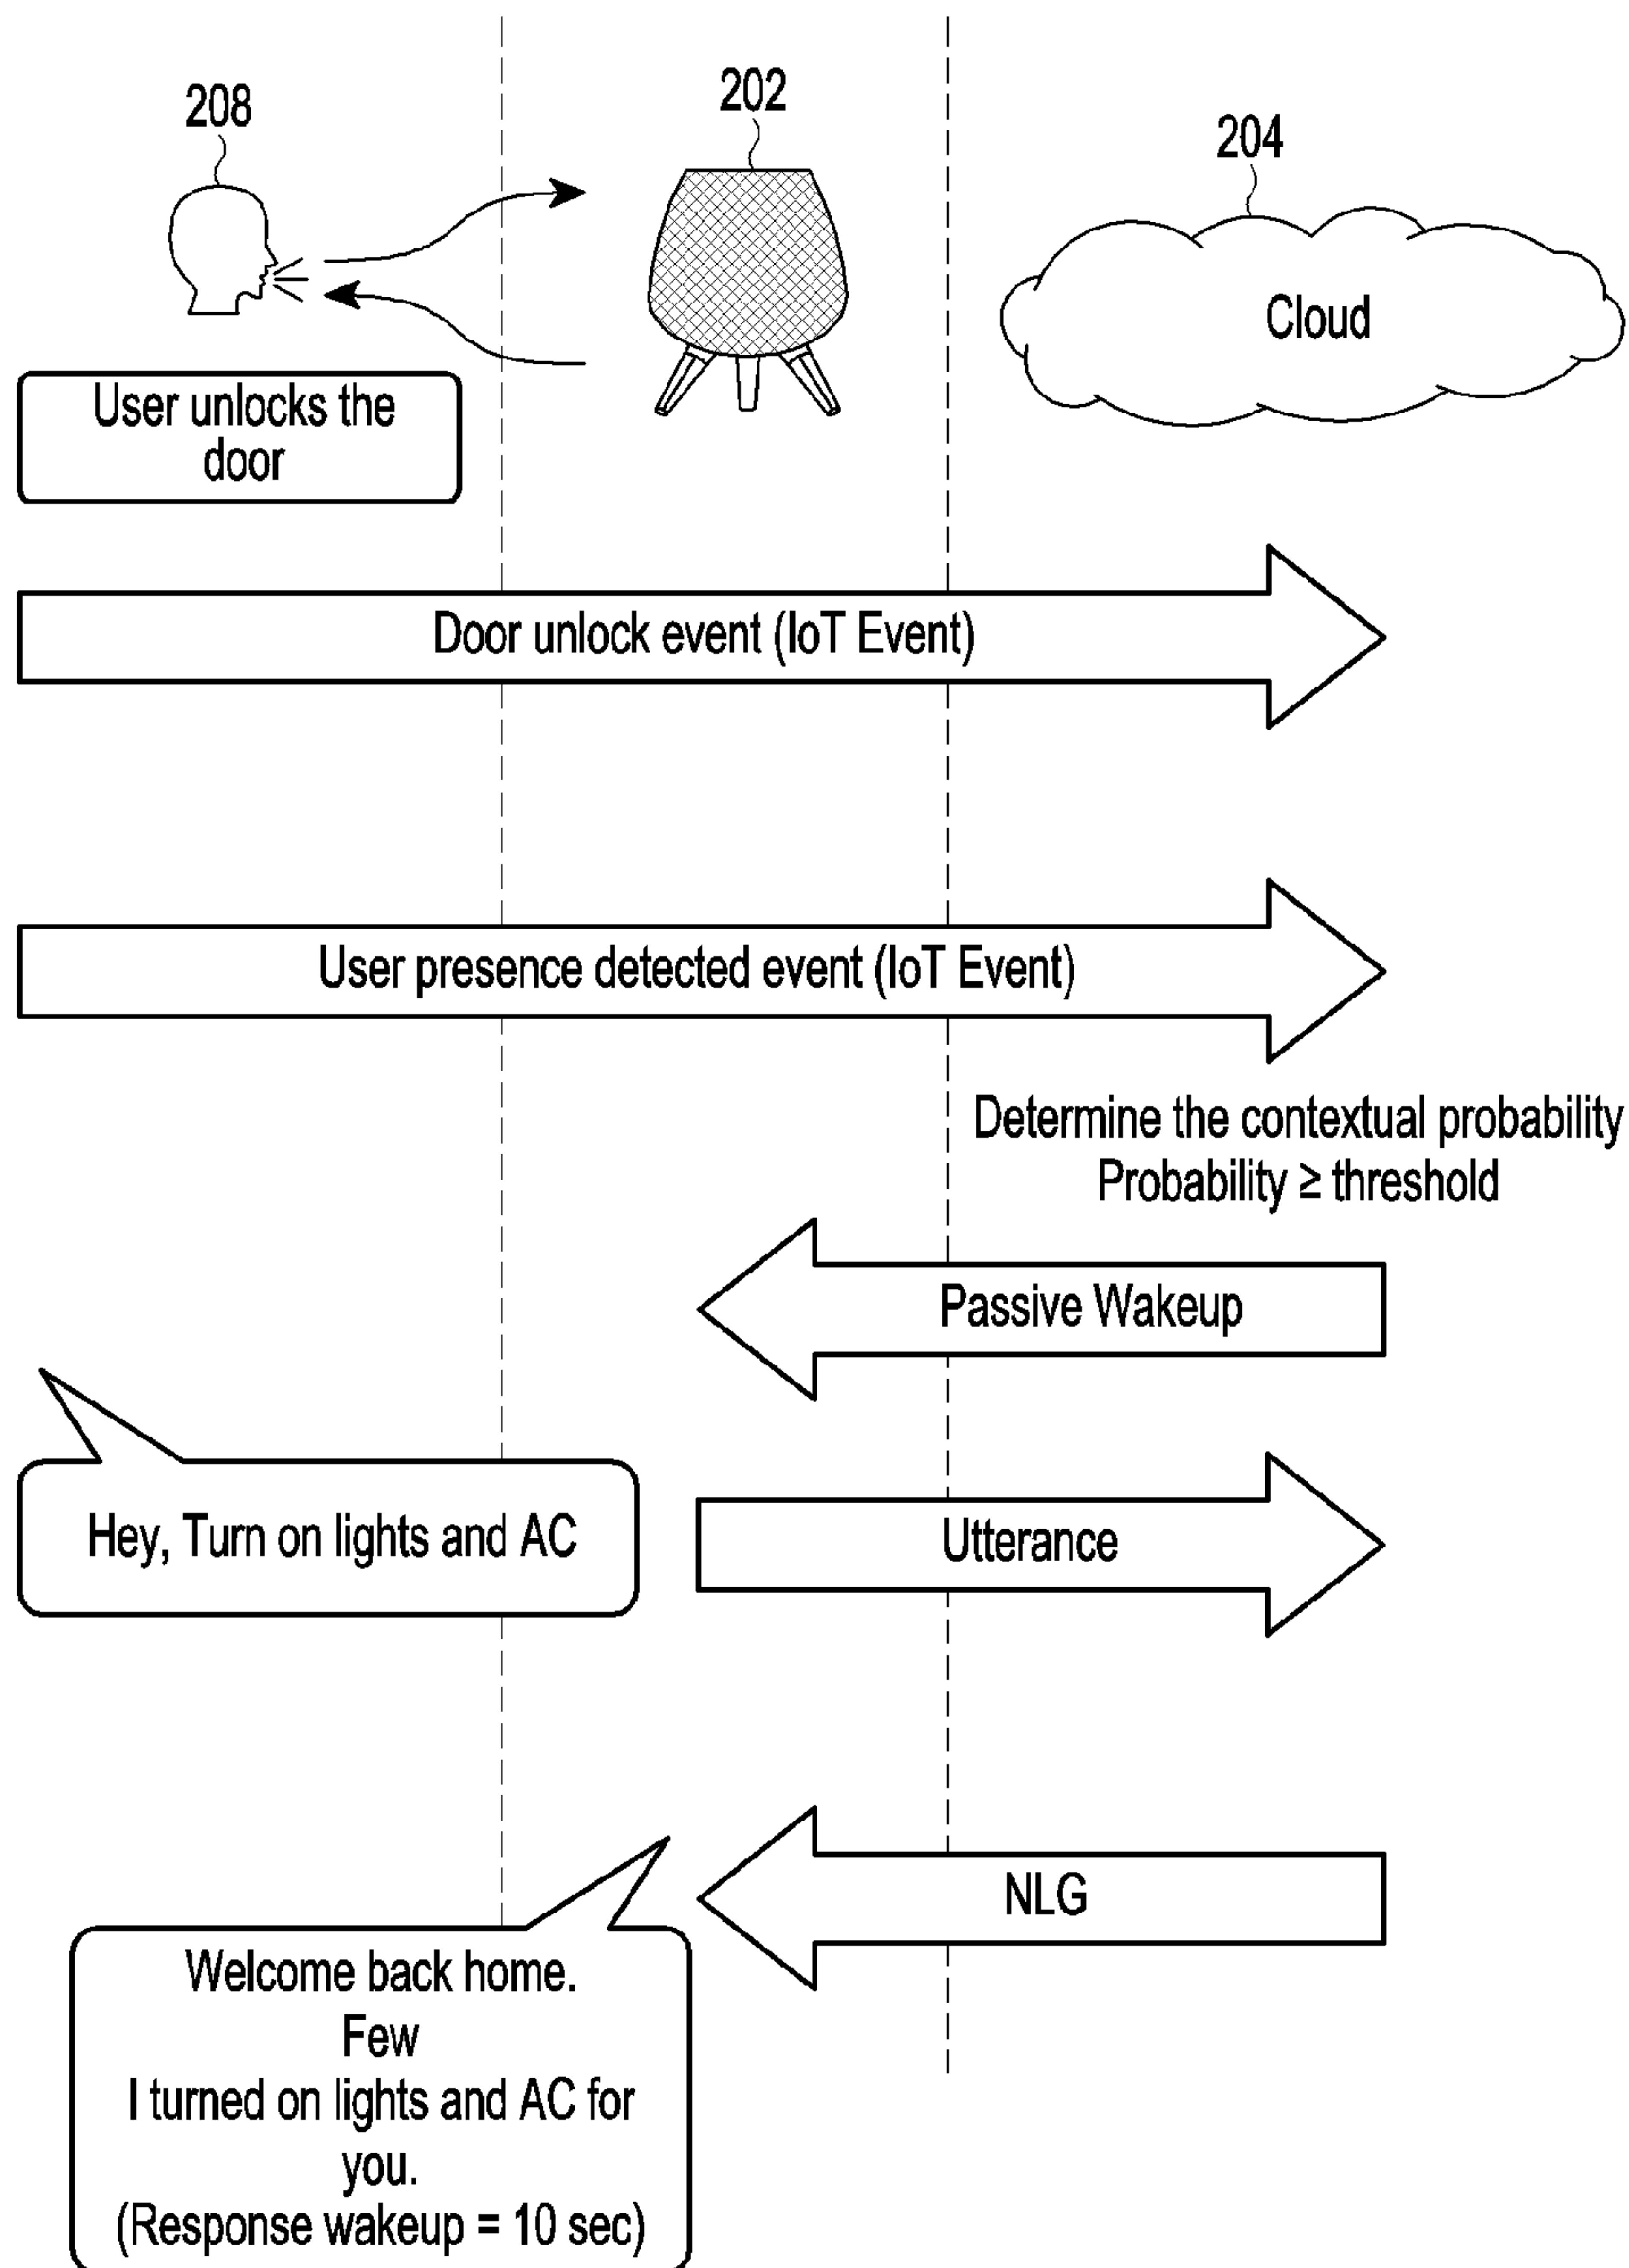 208
202
204
Cloud
User unlocks the
door
Door unlock event (IoT Event)
User presence detected event (IoT Event)
Determine the contextual probability
Probability ≥ threshold
Passive Wakeup
Hey, Turn on lights and AC
Utterance
NLG
Welcome back home.
Few
I turned on lights and AC for
you.
(Response wakeup = 10 sec)